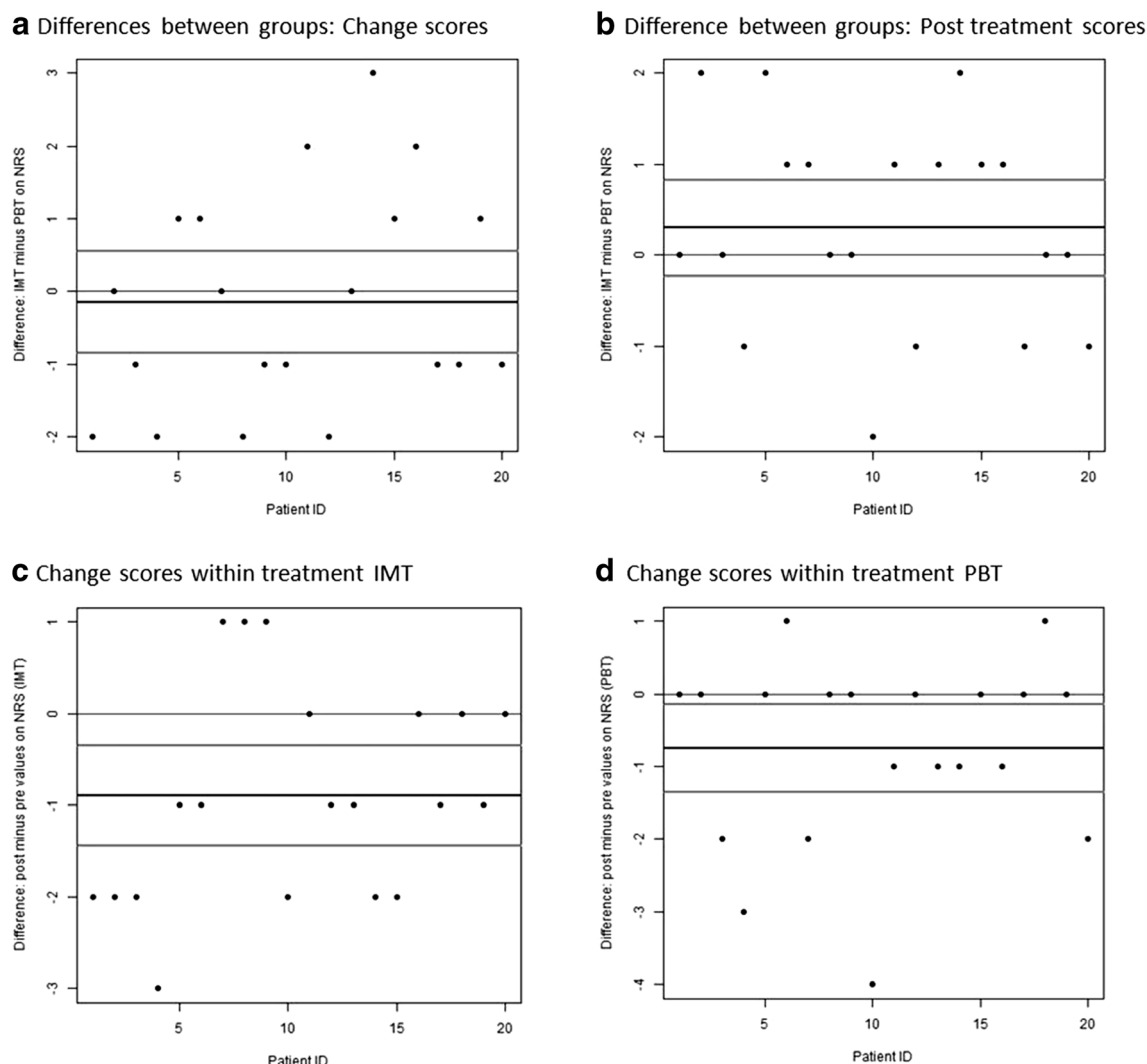 a Differences between groups: Change scores
Difference: IMT minus PBT on NRS
3
2
1
0
-1
-2
5 10 15 20
Patient ID
b Difference between groups: Post treatment scores
Difference: IMT minus PBT on NRS
2
1
0
-1
-2
5 10 15 20
Patient ID
c Change scores within treatment IMT
Difference: post minus pre values on NRS (IMT)
1
0
-1
-2
-3
5 10 15 20
Patient ID
d Change scores within treatment PBT
Difference: post minus pre values on NRS (PBT)
1
0
-1
-2
-3
-4
5 10 15 20
Patient ID